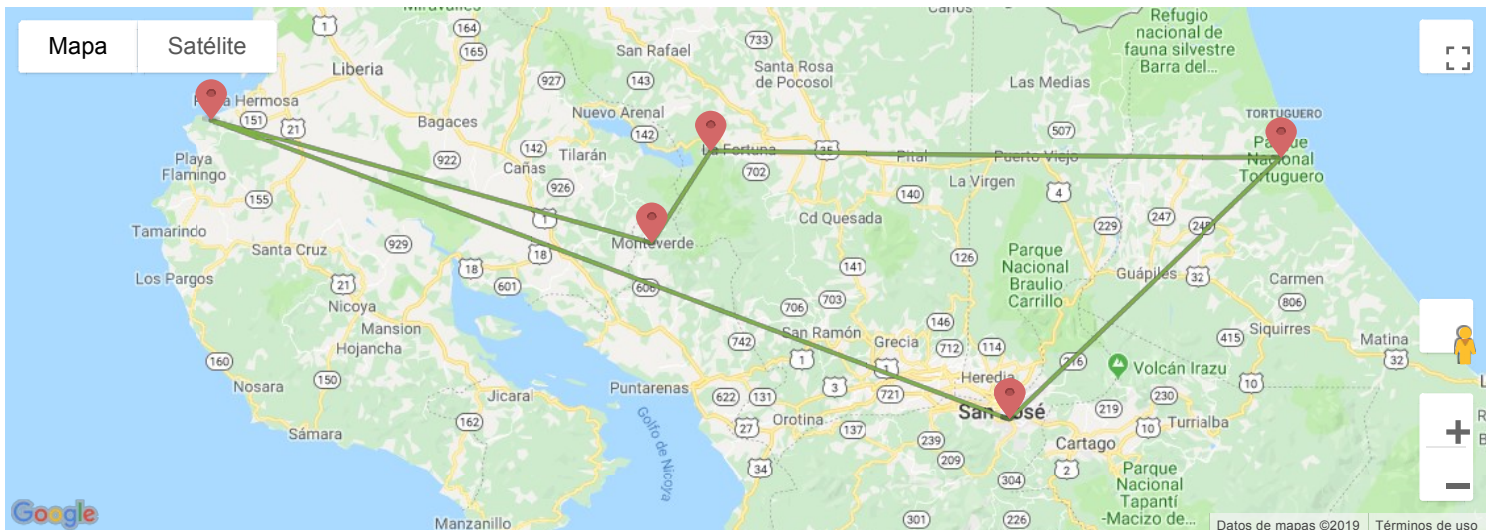 Miravalles
Canos
Refugio
nacional de
fauna silvestre
Barra del...
Mapa
Satélite
1
164
165
Liberia
San Rafael
733
Santa Rosa
de Pocosol
Las Medias
927
143
Hermosa
151
21
Bagaces
Nuevo Arenal
142
142
507
TORTUGUERO
Playa
Flamingo
922
Cañas
Tilarán
La Fortuna
35
Pital
Puerto Viejo
Parque
Nacional
Tortuguero
702
La Virgen
926
155
140
4
1
Cd Quesada
229
247
245
Tamarindo
Santa Cruz
929
Monteverde
18
18
126
Parque
Nacional
Braulio
Carrillo
Los Pargos
21
601
606
141
Guápiles
32
Carmen
806
Nicoya
706
703
Mansion
Hojancha
San Ramón
146
Grecia
742
712
114
415
Siquirres
Matina
32
160
150
1
1
216
Volcán Irazu
Nosara
Puntarenas
3
Heredia
10
Jicaral
622
131
721
San José
219
230
Sámara
162
Golfo de Nicoya
27
Orotina
137
239
Cartago
10
Turrialba
209
34
304
2
Parque
Nacional
Tapantí
-Macizo de...
Google
Manzanillo
301
226
Datos de mapas ©2019
Términos de uso